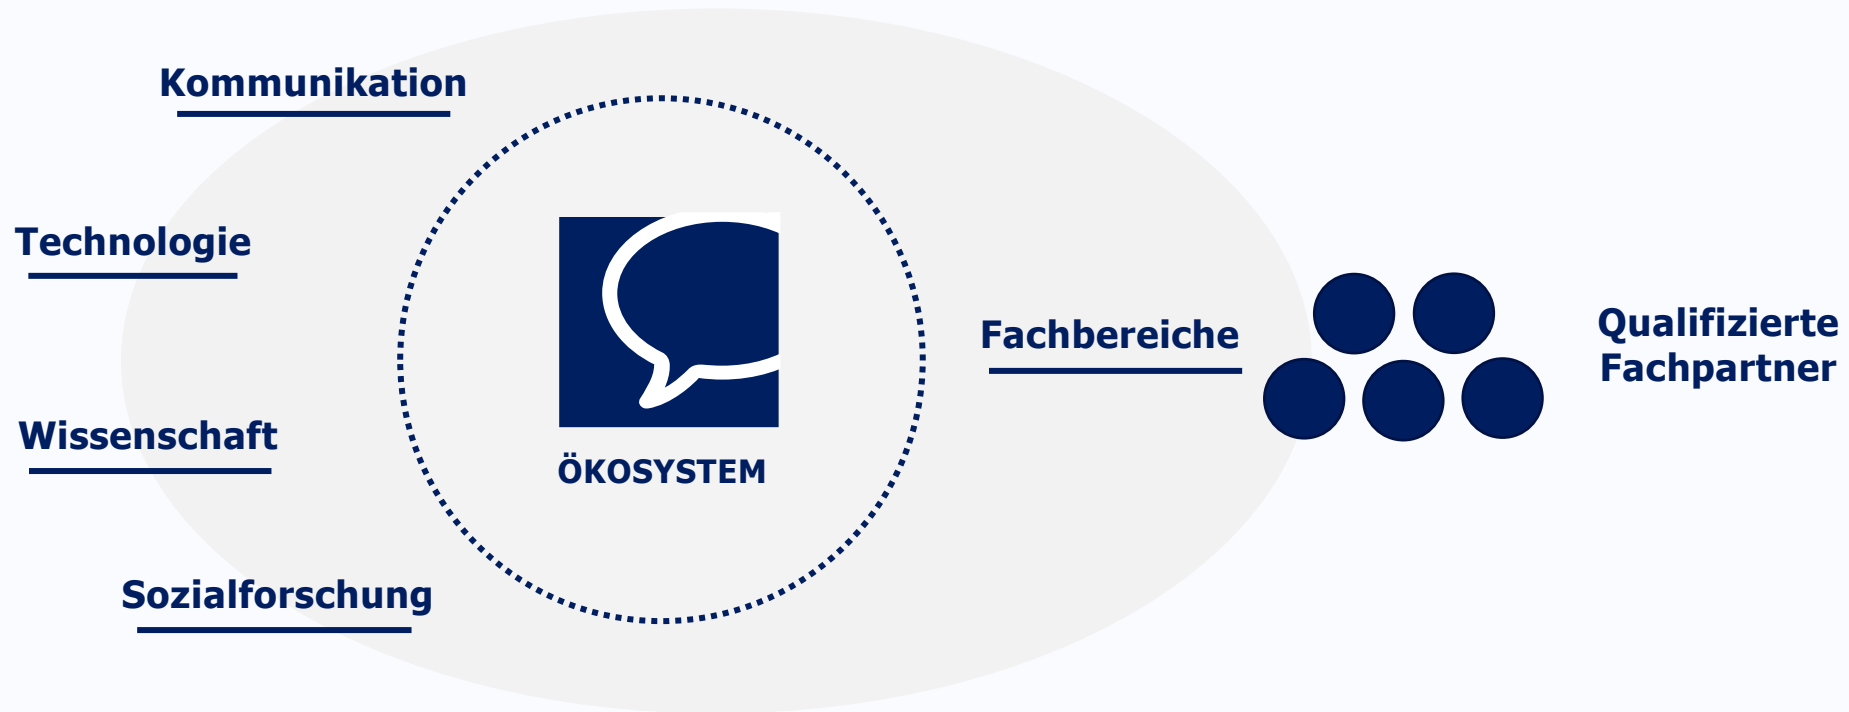 Kommunikation
Technologie
Wissenschaft
Sozialforschung
ÖKOSYSTEM
Fachbereiche
Qualifizierte
Fachpartner